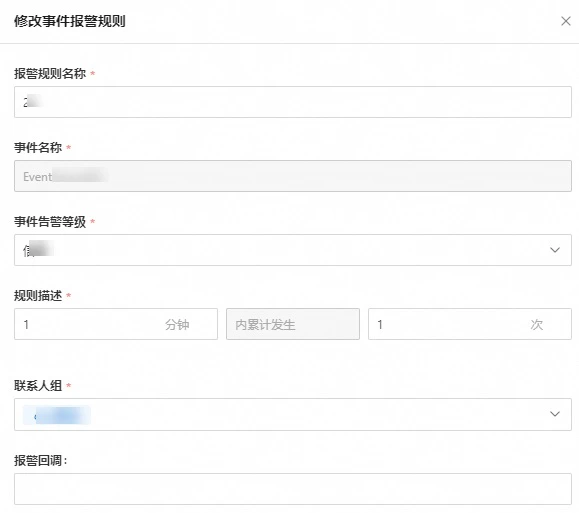 修改事件报警规则
报警规则名称 *
事件名称 *
Event
事件告警等级 *
规则描述 *
1 分钟 内累计发生 1 次
联系人组 *
报警回调：